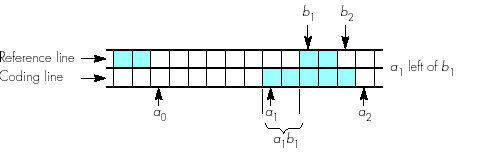 b1 b2
Reference line
Coding line
a1 left of b1
a0 a1 a2
a1b1